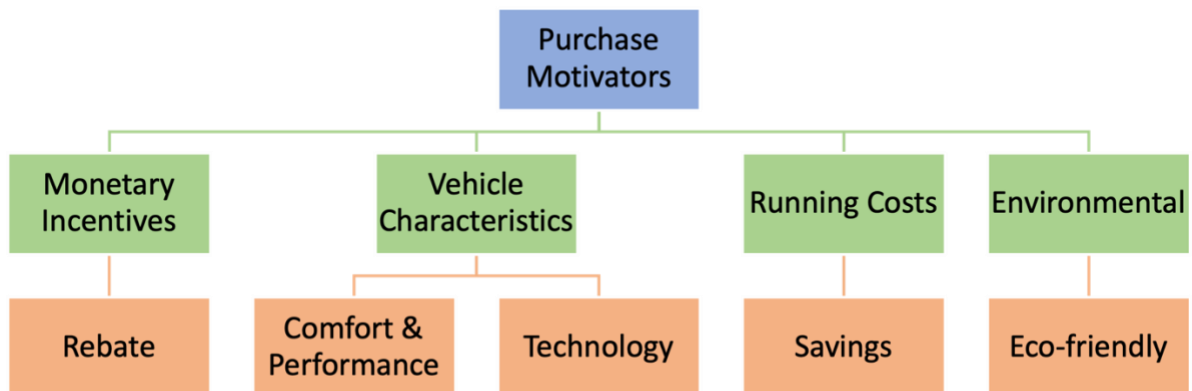 Purchase
Motivators
Monetary
Incentives
Vehicle
Characteristics
Running Costs
Environmental
Rebate
Comfort &
Performance
Technology
Savings
Eco-friendly